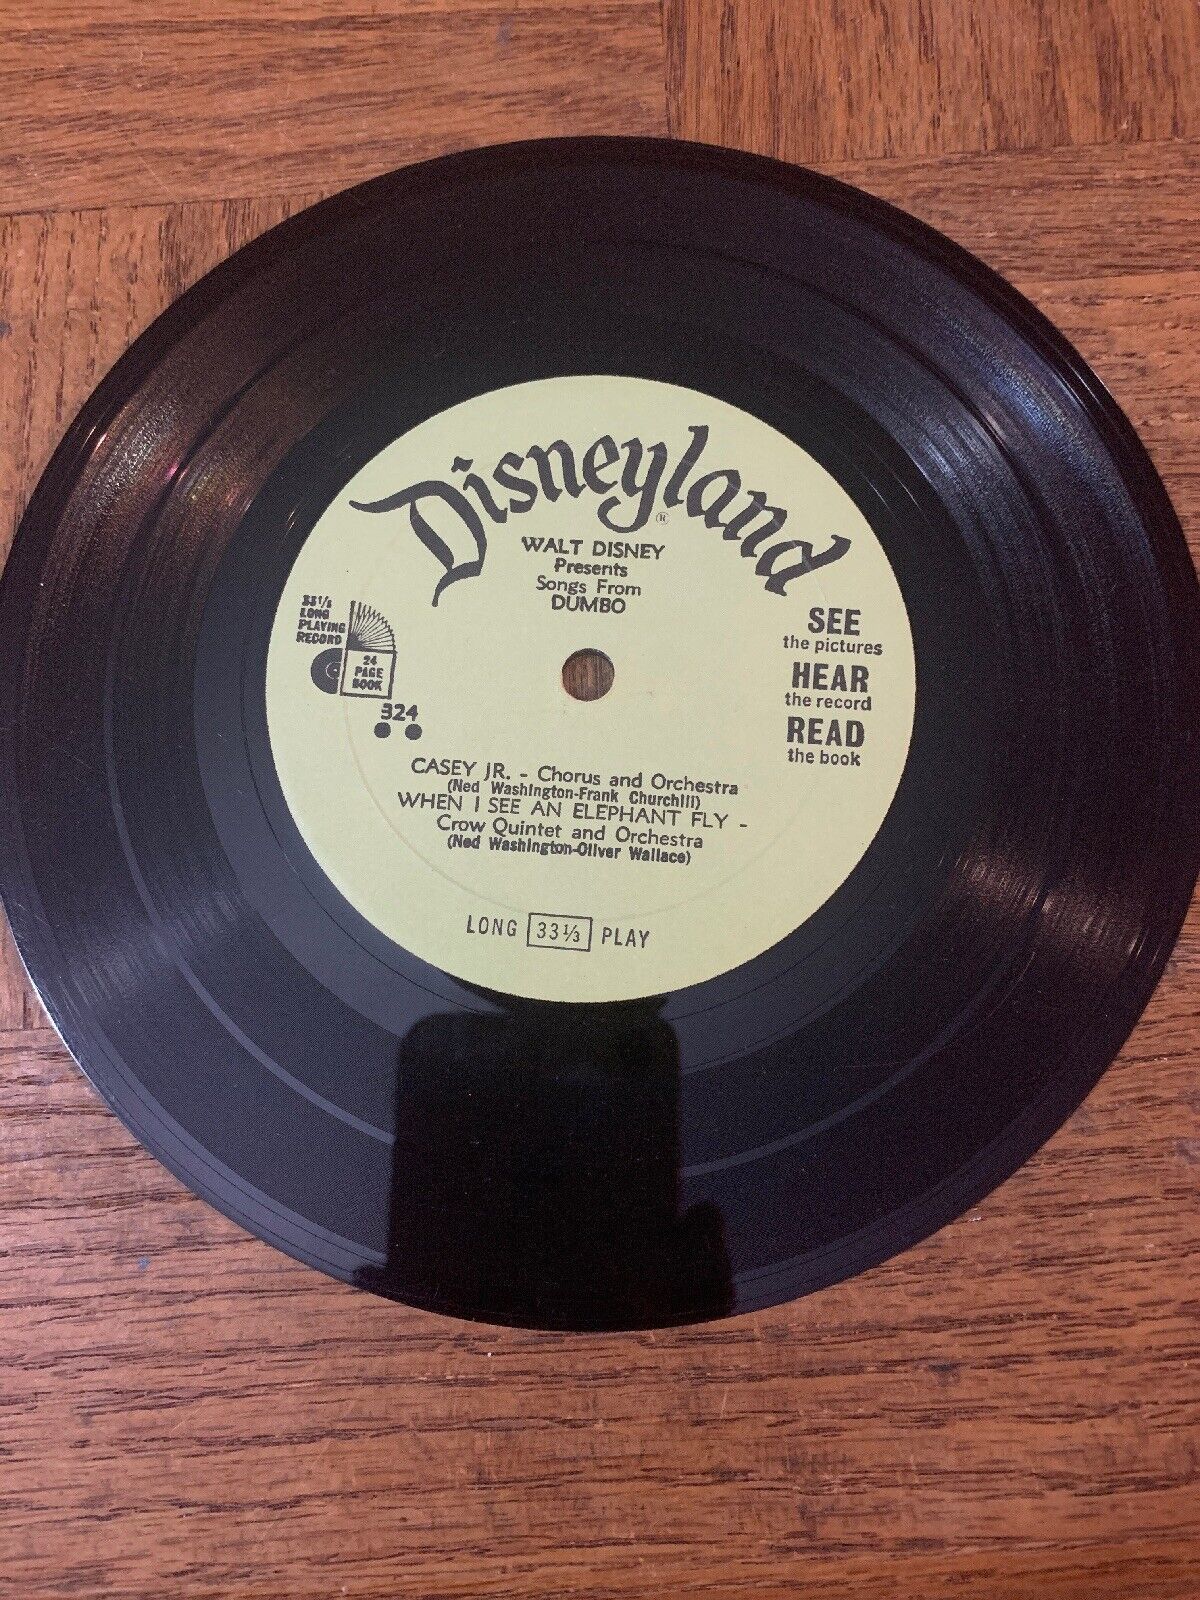 Disneyland
®
WALT DISNEY
Presents
Songs From
DUMBO
33 1/3
LONG
PLAYING
RECORD
24
PAGE
BOOK
324
SEE
the pictures
HEAR
the record
READ
the book
CASEY JR. - Chorus and Orchestra
(Ned Washington-Frank Churchill)
WHEN I SEE AN ELEPHANT FLY -
Crow Quintet and Orchestra
(Ned Washington-Oliver Wallace)
LONG 33⅓ PLAY